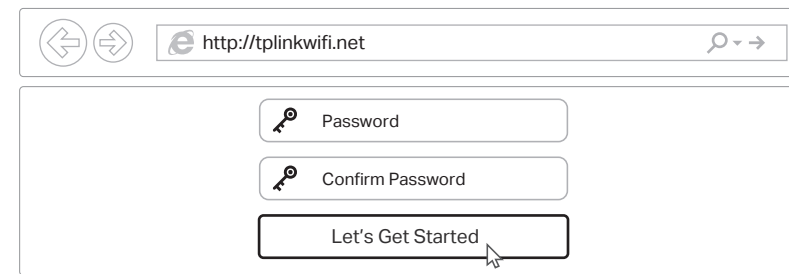 http://tplinkwifi.net
Password
Confirm Password
Let's Get Started